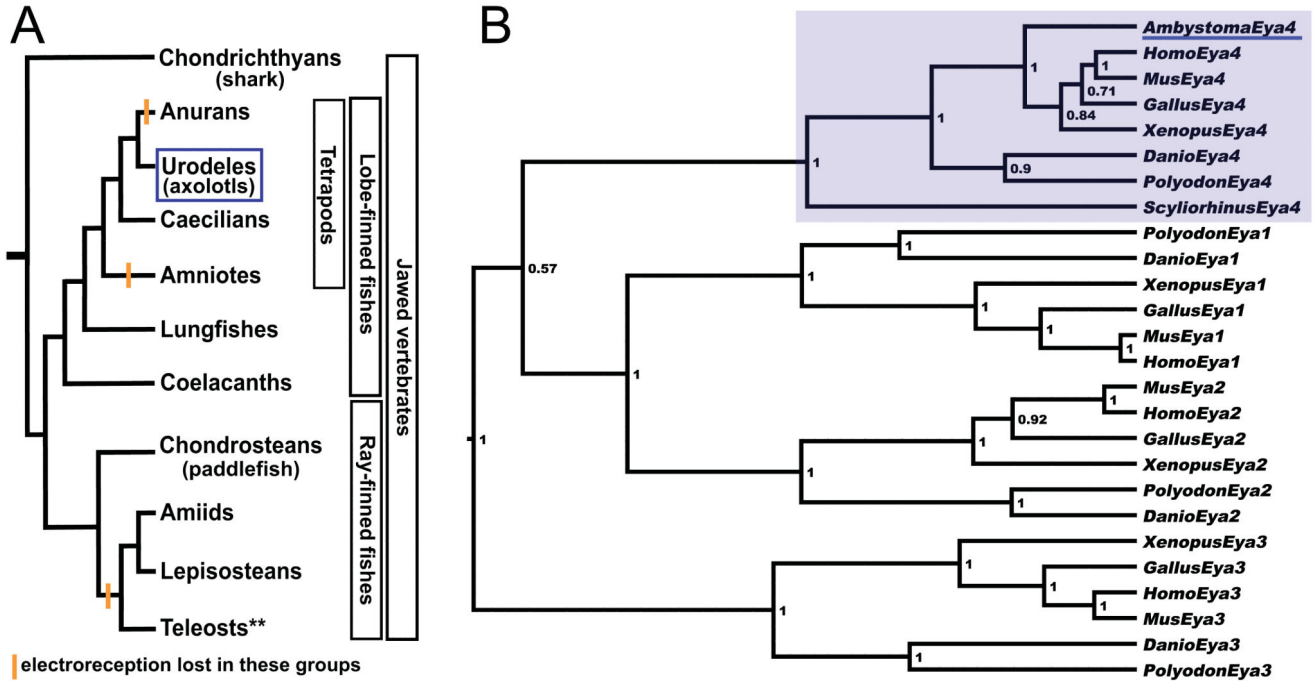 A
Chondrichthyans
(shark)
Anurans
Urodeles
(axolotls)
Caecilians
Amniotes
Lungfishes
Coelacanths
Chondrosteans
(paddlefish)
Amiids
Lepisosteans
Teleosts**
Tetrapods
Lobe-finned fishes
Ray-finned fishes
Jawed vertebrates
electroreception lost in these groups
B
AmbystomaEya4
HomoEya4
MusEya4
GallusEya4
XenopusEya4
DanioEya4
PolyodonEya4
ScyliorhinusEya4
PolyodonEya1
DanioEya1
XenopusEya1
GallusEya1
MusEya1
HomoEya1
MusEya2
HomoEya2
GallusEya2
XenopusEya2
PolyodonEya2
DanioEya2
XenopusEya3
GallusEya3
HomoEya3
MusEya3
DanioEya3
PolyodonEya3
1
1
0.71
0.84
1
0.9
1
1
1
0.57
1
1
1
1
1
0.92
1
1
1
1
1
1
1
1
1